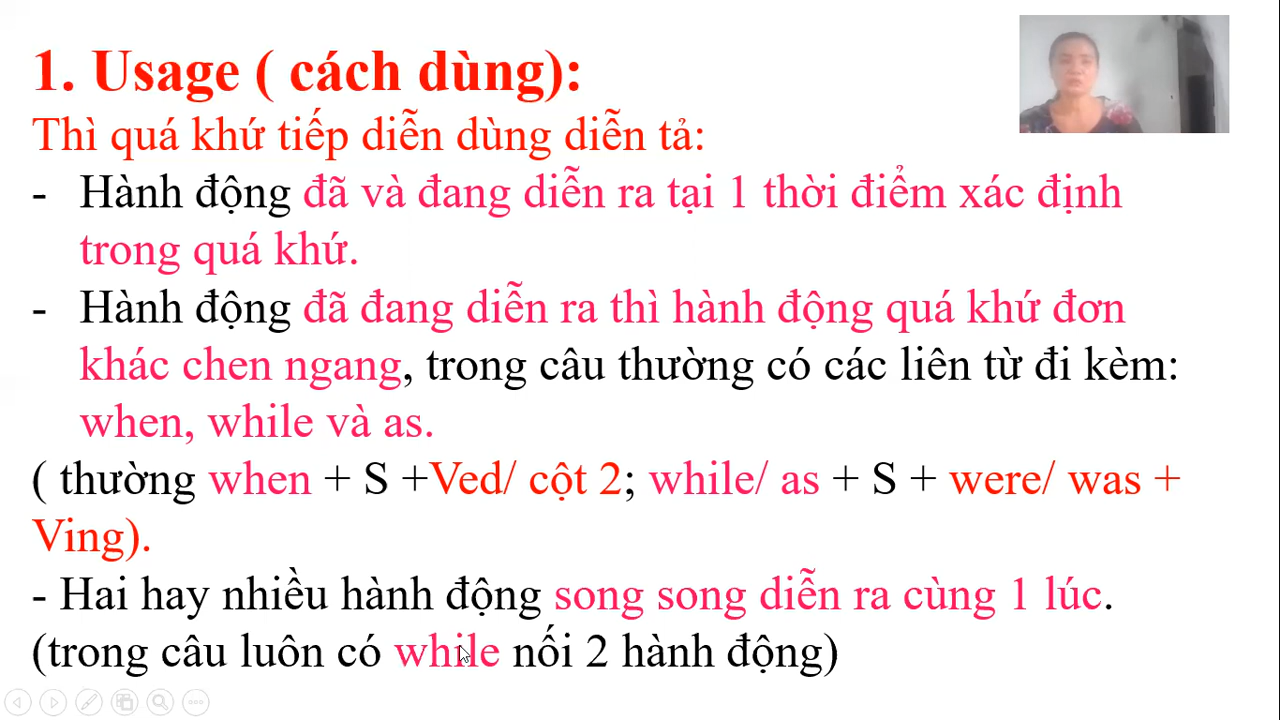 1. Usage ( cách dùng):
Thì quá khứ tiếp diễn dùng diễn tả:
- Hành động đã và đang diễn ra tại 1 thời điểm xác định
trong quá khứ.
- Hành động đã đang diễn ra thì hành động quá khứ đơn
khác chen ngang, trong câu thường có các liên từ đi kèm:
when, while và as.
( thường when + S +Ved/ cột 2; while/ as + S + were/ was +
Ving).
- Hai hay nhiều hành động song song diễn ra cùng 1 lúc.
(trong câu luôn có while nối 2 hành động)